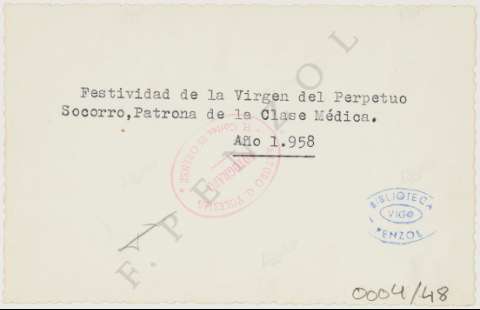 Festividad de la Virgen del Perpetuo
Socorro,Patrona de la Clase Médica.
Año 1.958
F. PENZOL
BIBLIOTECA
VIGO
PENZOL
0004/48